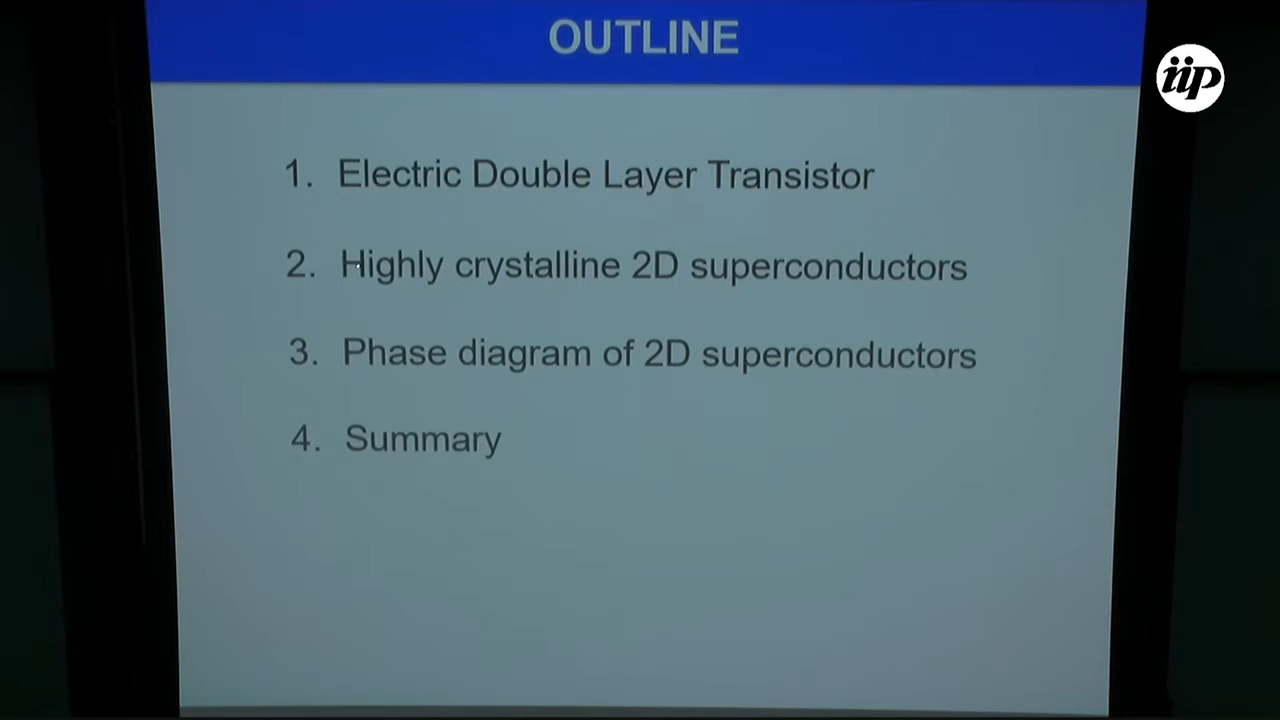 OUTLINE
iip
1. Electric Double Layer Transistor
2. Highly crystalline 2D superconductors
3. Phase diagram of 2D superconductors
4. Summary